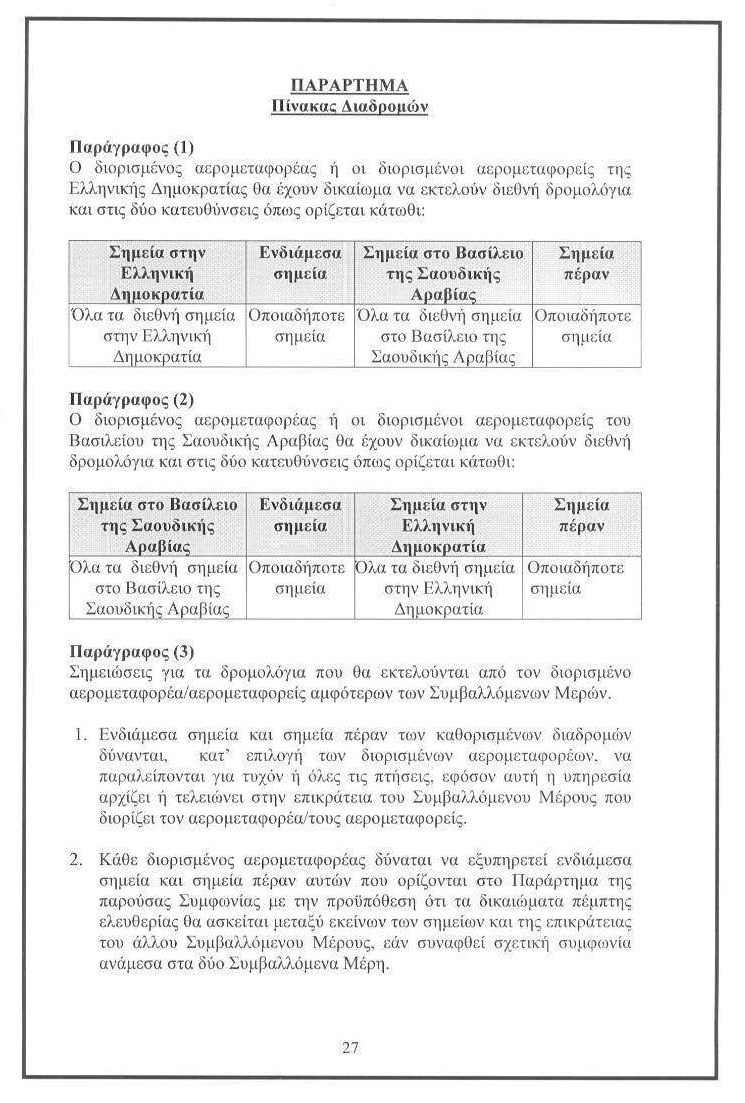 ΠΑΡΑΡΤΗΜΑ
Πίνακας Διαδρομών
Παράγραφος (1)
Ο διορισμένος αερομεταφορέας ή οι διορισμένοι αερομεταφορείς της
Ελληνικής Δημοκρατίας θα έχουν δικαίωμα να εκτελούν διεθνή δρομολόγια
και στις δύο κατευθύνσεις όπως ορίζεται κάτωθι:
Σημεία στην Ενδιάμεσα Σημεία στο Βασίλειο Σημεία
Ελληνική σημεία της Σαουδικής πέραν
Δημοκρατία Αραβίας
Όλα τα διεθνή σημεία Οποιαδήποτε Όλα τα διεθνή σημεία Οποιαδήποτε
στην Ελληνική σημεία στο Βασίλειο της σημεία
Δημοκρατία Σαουδικής Αραβίας
Παράγραφος (2)
Ο διορισμένος αερομεταφορέας ή οι διορισμένοι αερομεταφορείς του
Βασιλείου της Σαουδικής Αραβίας θα έχουν δικαίωμα να εκτελούν διεθνή
δρομολόγια και στις δύο κατευθύνσεις όπως ορίζεται κάτωθι:
Σημεία στο Βασίλειο Ενδιάμεσα Σημεία στην Σημεία
της Σαουδικής σημεία Ελληνική πέραν
Αραβίας Δημοκρατία
Όλα τα διεθνή σημεία Οποιαδήποτε Όλα τα διεθνή σημεία Οποιαδήποτε
στο Βασίλειο της σημεία στην Ελληνική σημεία
Σαουδικής Αραβίας Δημοκρατία
Παράγραφος (3)
Σημειώσεις για τα δρομολόγια που θα εκτελούνται από τον διορισμένο
αερομεταφορέα/αερομεταφορείς αμφότερων των Συμβαλλόμενων Μερών.
1. Ενδιάμεσα σημεία και σημεία πέραν των καθορισμένων διαδρομών
δύνανται, κατ’ επιλογή των διορισμένων αερομεταφορέων, να
παραλείπονται για τυχόν ή όλες τις πτήσεις, εφόσον αυτή η υπηρεσία
αρχίζει ή τελειώνει στην επικράτεια του Συμβαλλόμενου Μέρους που
διορίζει τον αερομεταφορέα/τους αερομεταφορείς.
2. Κάθε διορισμένος αερομεταφορέας δύναται να εξυπηρετεί ενδιάμεσα
σημεία και σημεία πέραν αυτών που ορίζονται στο Παράρτημα της
παρούσας Συμφωνίας με την προϋπόθεση ότι τα δικαιώματα πέμπτης
ελευθερίας θα ασκείται μεταξύ εκείνων των σημείων και της επικράτειας
του άλλου Συμβαλλόμενου Μέρους, εάν συναφθεί σχετική συμφωνία
ανάμεσα στα δύο Συμβαλλόμενα Μέρη.
27